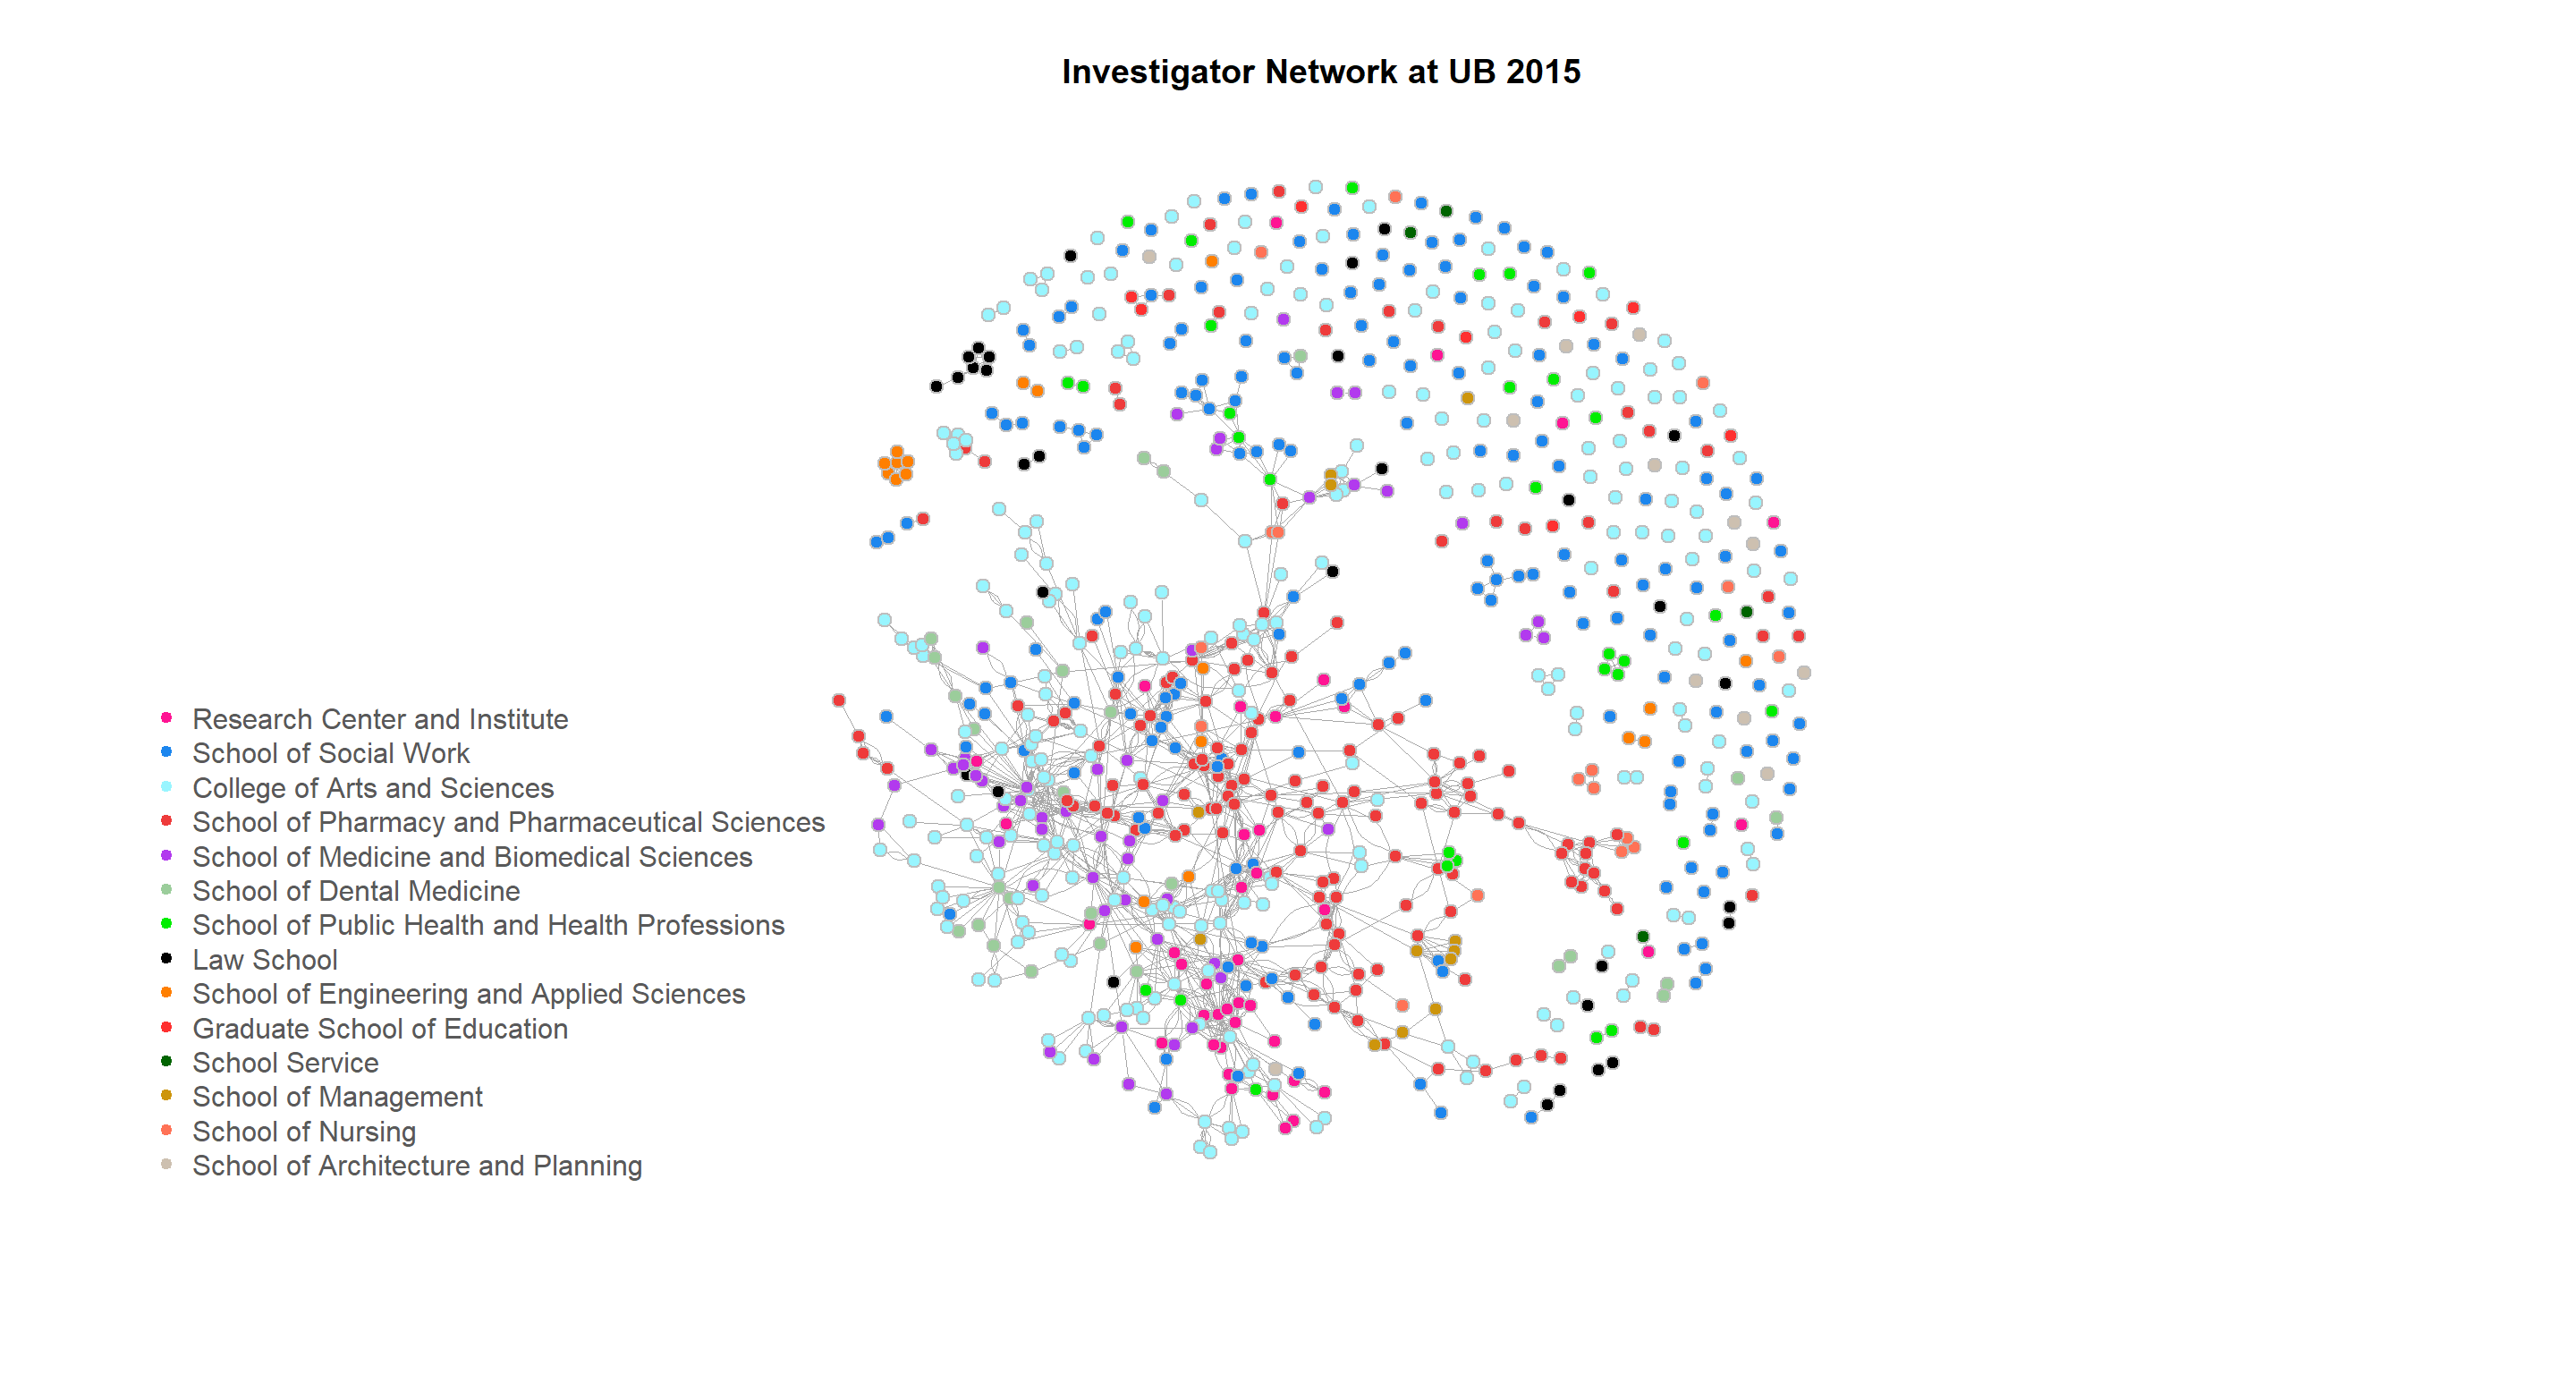 Investigator Network at UB 2015
Research Center and Institute
School of Social Work
College of Arts and Sciences
School of Pharmacy and Pharmaceutical Sciences
School of Medicine and Biomedical Sciences
School of Dental Medicine
School of Public Health and Health Professions
Law School
School of Engineering and Applied Sciences
Graduate School of Education
School Service
School of Management
School of Nursing
School of Architecture and Planning